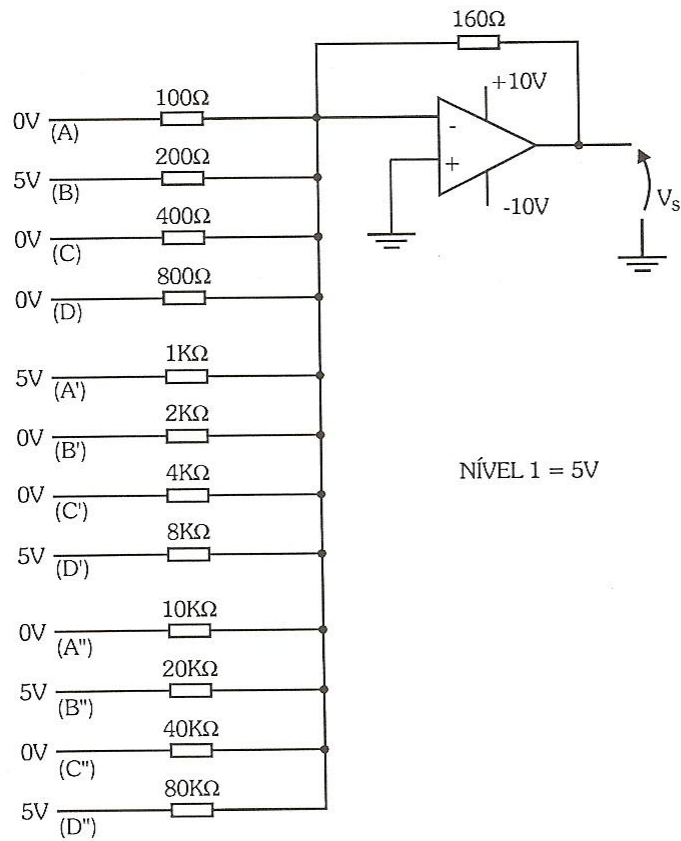 160Ω
+10V
-
+
-10V
V_S
0V (A) 100Ω
5V (B) 200Ω
0V (C) 400Ω
0V (D) 800Ω
5V (A') 1KΩ
0V (B') 2KΩ
0V (C') 4KΩ
5V (D') 8KΩ
0V (A") 10KΩ
5V (B") 20KΩ
0V (C") 40KΩ
5V (D") 80KΩ
NÍVEL 1 = 5V